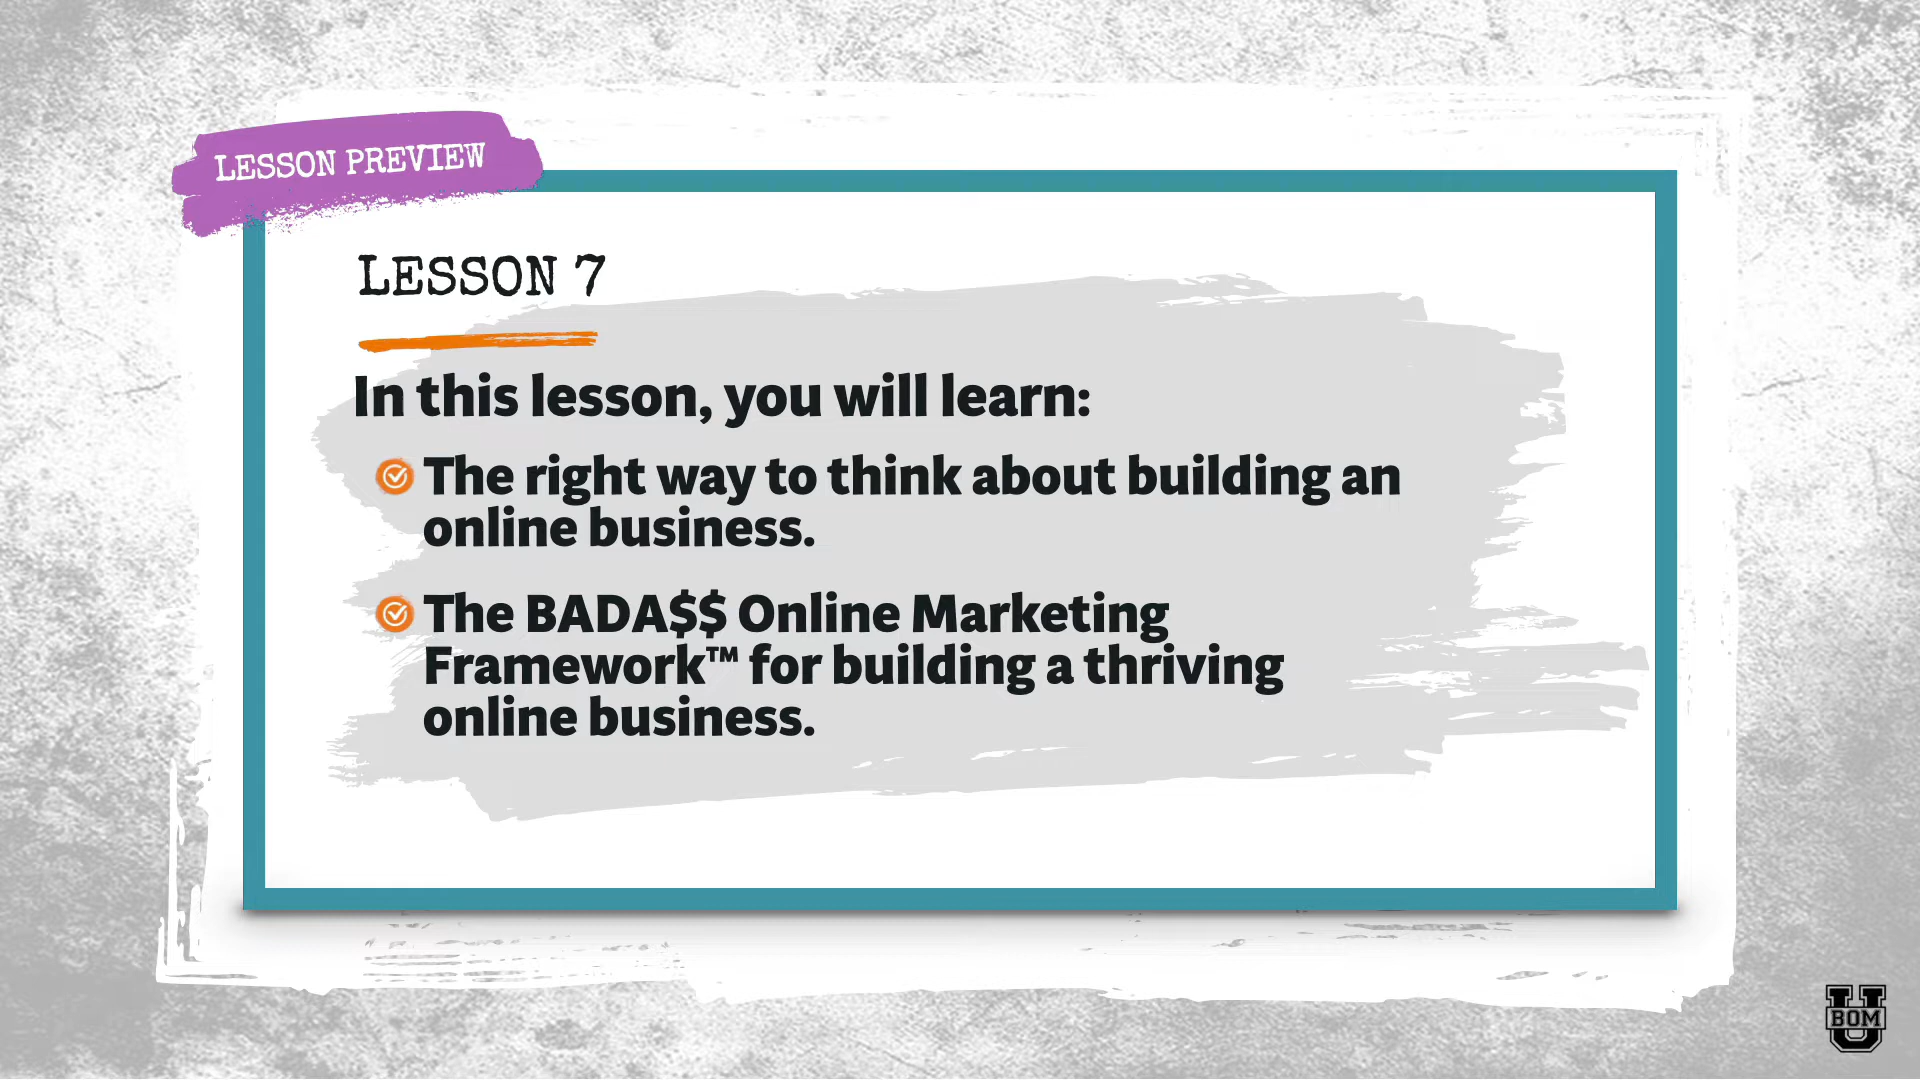 LESSON PREVIEW
LESSON 7
In this lesson, you will learn:
The right way to think about building an
online business.
The BADA$$ Online Marketing
Framework™ for building a thriving
online business.
U
BOM